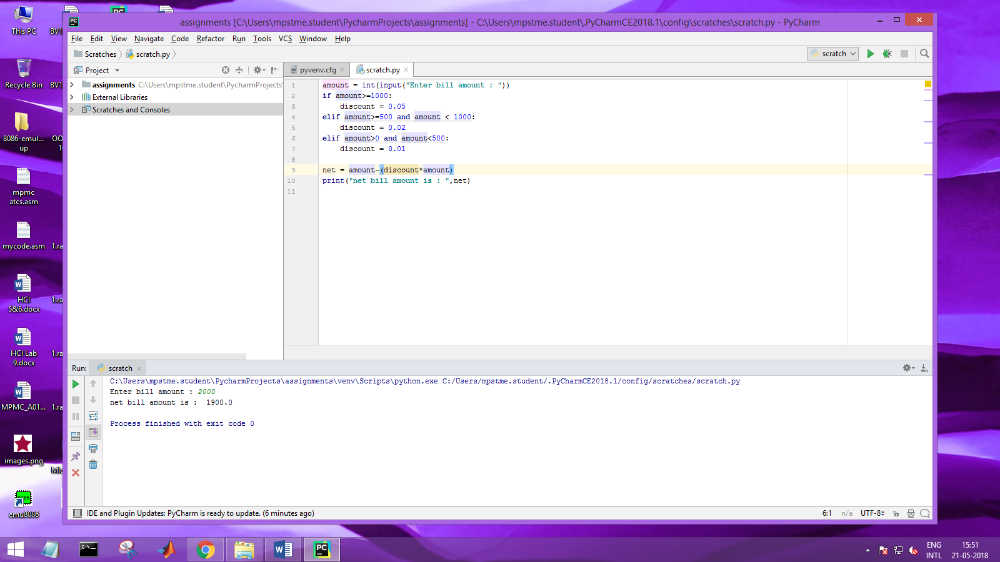 This PC
BV1
assignments [C:\Users\mpstme.student\PycharmProjects\assignments] - C:\Users\mpstme.student\.PyCharmCE2018.1\config\scratches\scratch.py - PyCharm
File Edit View Navigate Code Refactor Run Tools VCS Window Help
Scratches scratch.py scratch
Project pyvenv.cfg scratch.py
Recycle Bin BV1
assignments C:\Users\mpstme.student\PycharmProjects\
External Libraries
Scratches and Consoles
1 amount = int(input("Enter bill amount : "))
2 if amount>=1000:
3 discount = 0.05
4 elif amount>=500 and amount < 1000:
5 discount = 0.02
6 elif amount>0 and amount<500:
7 discount = 0.01
8
9 net = amount-(discount*amount)
10 print("net bill amount is : ",net)
11
8086-emul... up
OO
mpmc atcs.asm
mycode.asm 1.ra
HCI 5&6.docx 1.ra
HCI Lab 9.docx 1.ra
MPMC_A01... 1.ra
images.png
Mic
8086
emu8086
Run: scratch
C:\Users\mpstme.student\PycharmProjects\assignments\venv\Scripts\python.exe C:/Users/mpstme.student/.PyCharmCE2018.1/config/scratches/scratch.py
Enter bill amount : 2000
net bill amount is :  1900.0
Process finished with exit code 0
IDE and Plugin Updates: PyCharm is ready to update. (6 minutes ago) 6:1 n/a UTF-8
C:\_
PC
ENG 15:51
INTL 21-05-2018